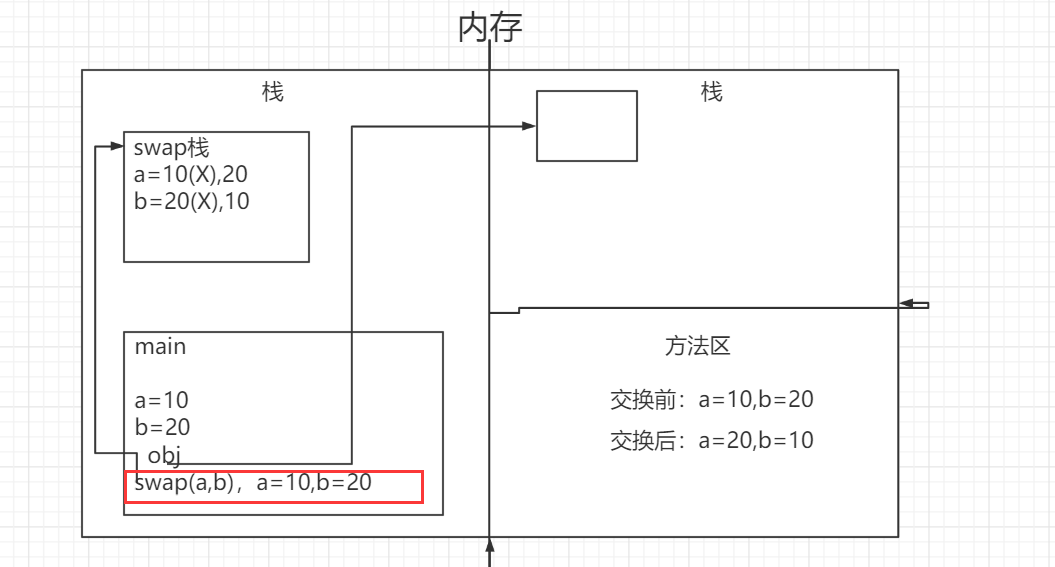 内存
栈
栈
swap栈
a=10(X),20
b=20(X),10
main
a=10
b=20
obj
swap(a,b)，a=10,b=20
方法区
交换前：a=10,b=20
交换后：a=20,b=10